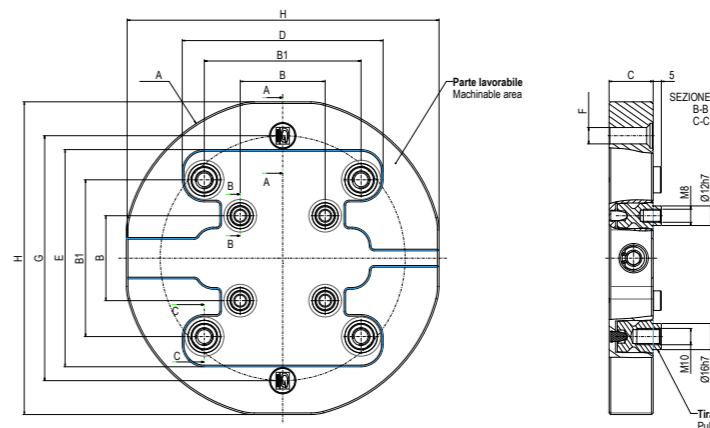 H
D
B1
B
A
A
Parte lavorabile
Machinable area
A
B
B
C
C
H
G
E
B1
B
C
5
SEZIONE
B-B
C-C
F
M8
Ø12h7
M10
Ø16h7